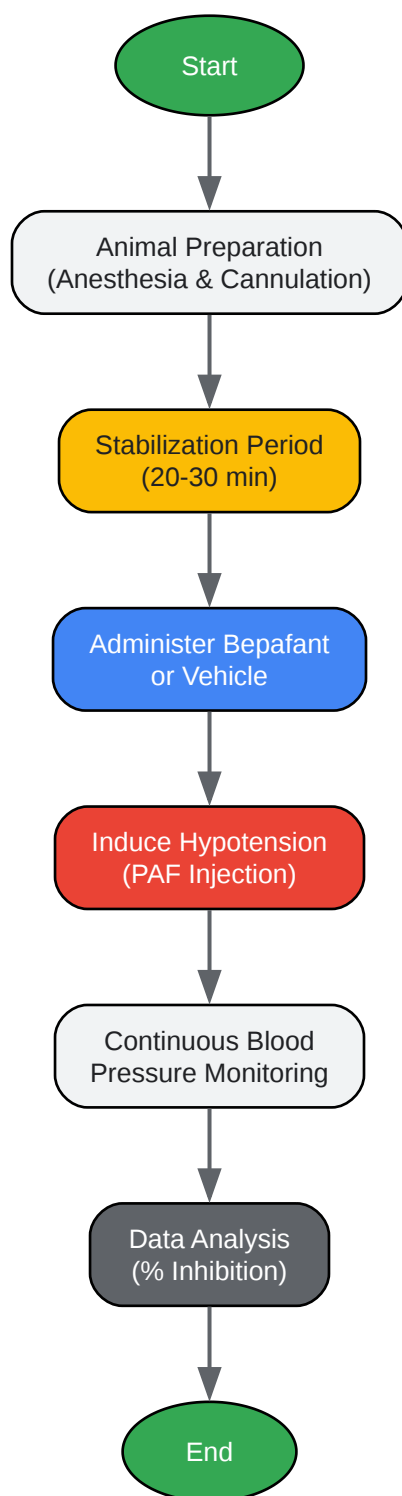 Start
Animal Preparation
(Anesthesia & Cannulation)
Stabilization Period
(20-30 min)
Administer Bepafant
or Vehicle
Induce Hypotension
(PAF Injection)
Continuous Blood
Pressure Monitoring
Data Analysis
(% Inhibition)
End